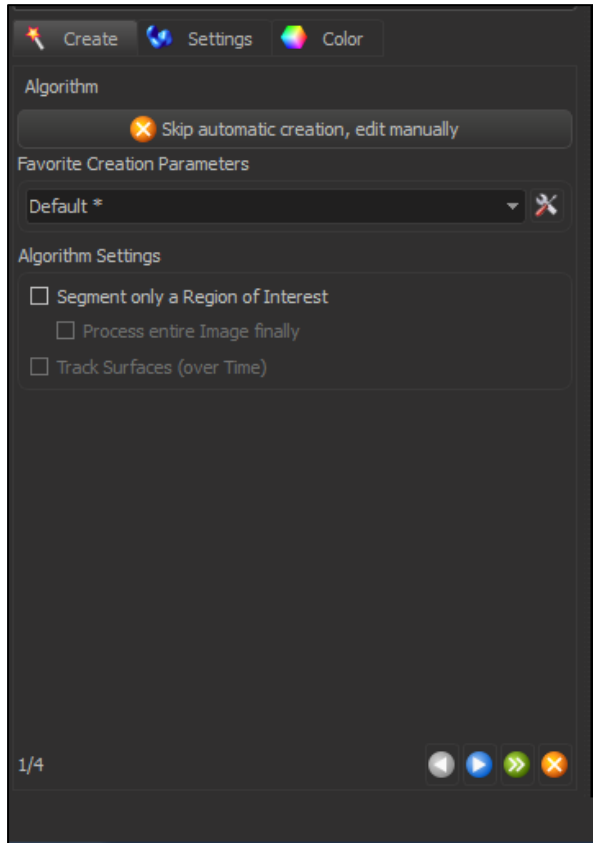 Create Settings Color
Algorithm
Skip automatic creation, edit manually
Favorite Creation Parameters
Default *
Algorithm Settings
Segment only a Region of Interest
Process entire Image finally
Track Surfaces (over Time)
1/4